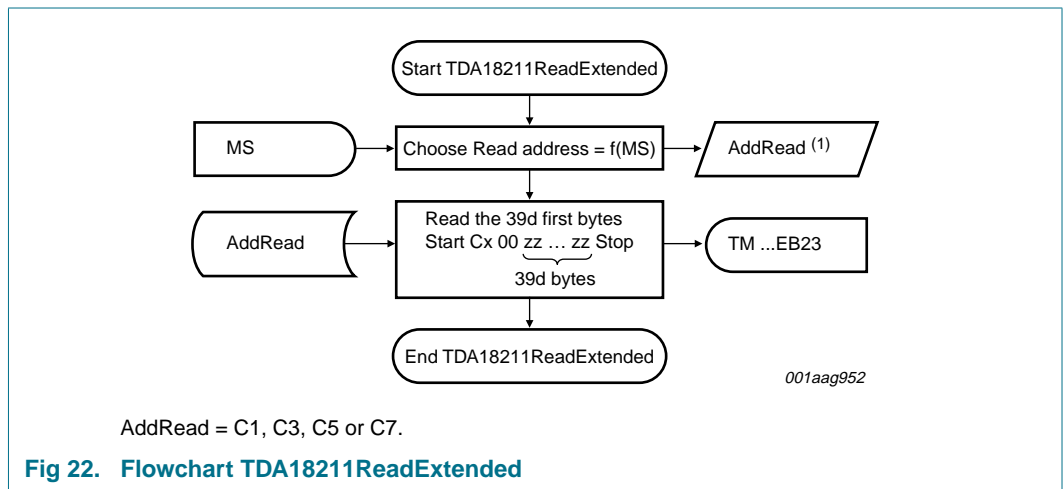 Start TDA18211ReadExtended
MS
Choose Read address = f(MS)
AddRead (1)
AddRead
Read the 39d first bytes
Start Cx 00 zz ... zz Stop
39d bytes
TM ...EB23
End TDA18211ReadExtended
001aag952
AddRead = C1, C3, C5 or C7.
Fig 22. Flowchart TDA18211ReadExtended